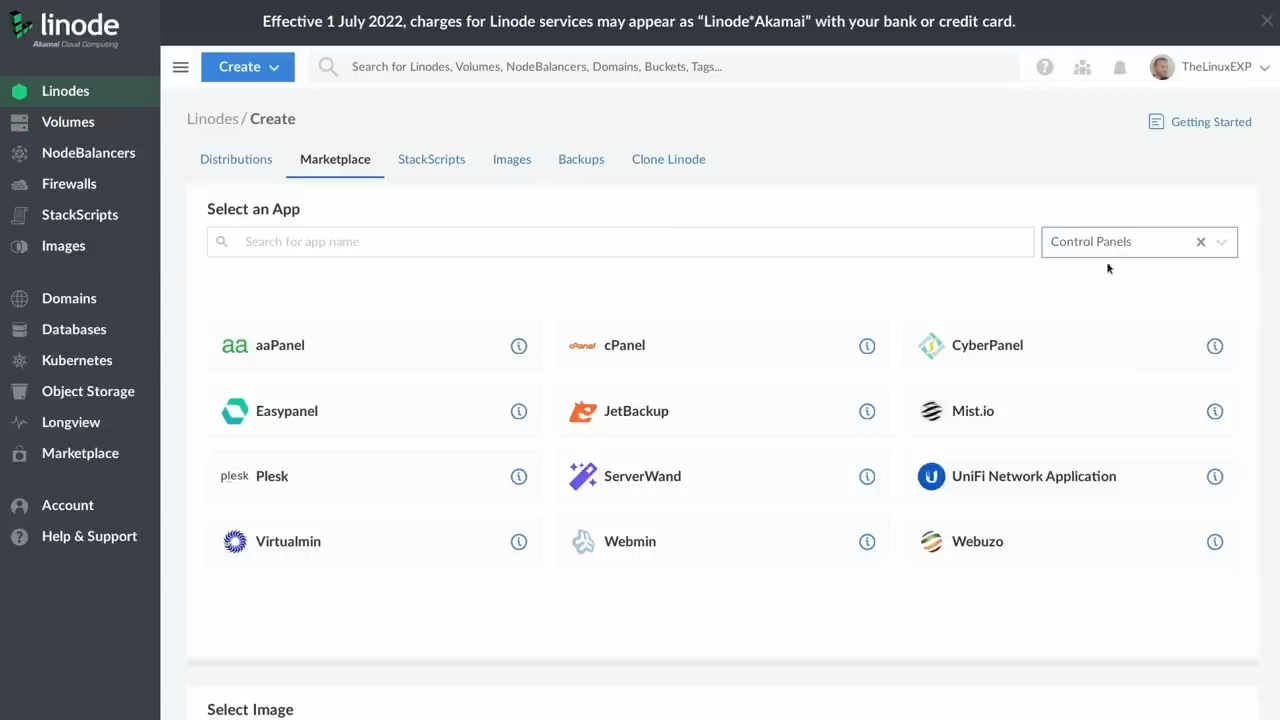 linode
Akamai Cloud Computing
Effective 1 July 2022, charges for Linode services may appear as “Linode*Akamai” with your bank or credit card.
Create
Search for Linodes, Volumes, NodeBalancers, Domains, Buckets, Tags...
TheLinuxEXP
Linodes
Volumes
NodeBalancers
Firewalls
StackScripts
Images
Domains
Databases
Kubernetes
Object Storage
Longview
Marketplace
Account
Help & Support
Linodes / Create
Getting Started
Distributions
Marketplace
StackScripts
Images
Backups
Clone Linode
Select an App
Search for app name
Control Panels
aa aaPanel
cPanel cPanel
CyberPanel
Easypanel
JetBackup
Mist.io
plesk Plesk
ServerWand
U UniFi Network Application
Virtualmin
Webmin
Webuzo
Select Image